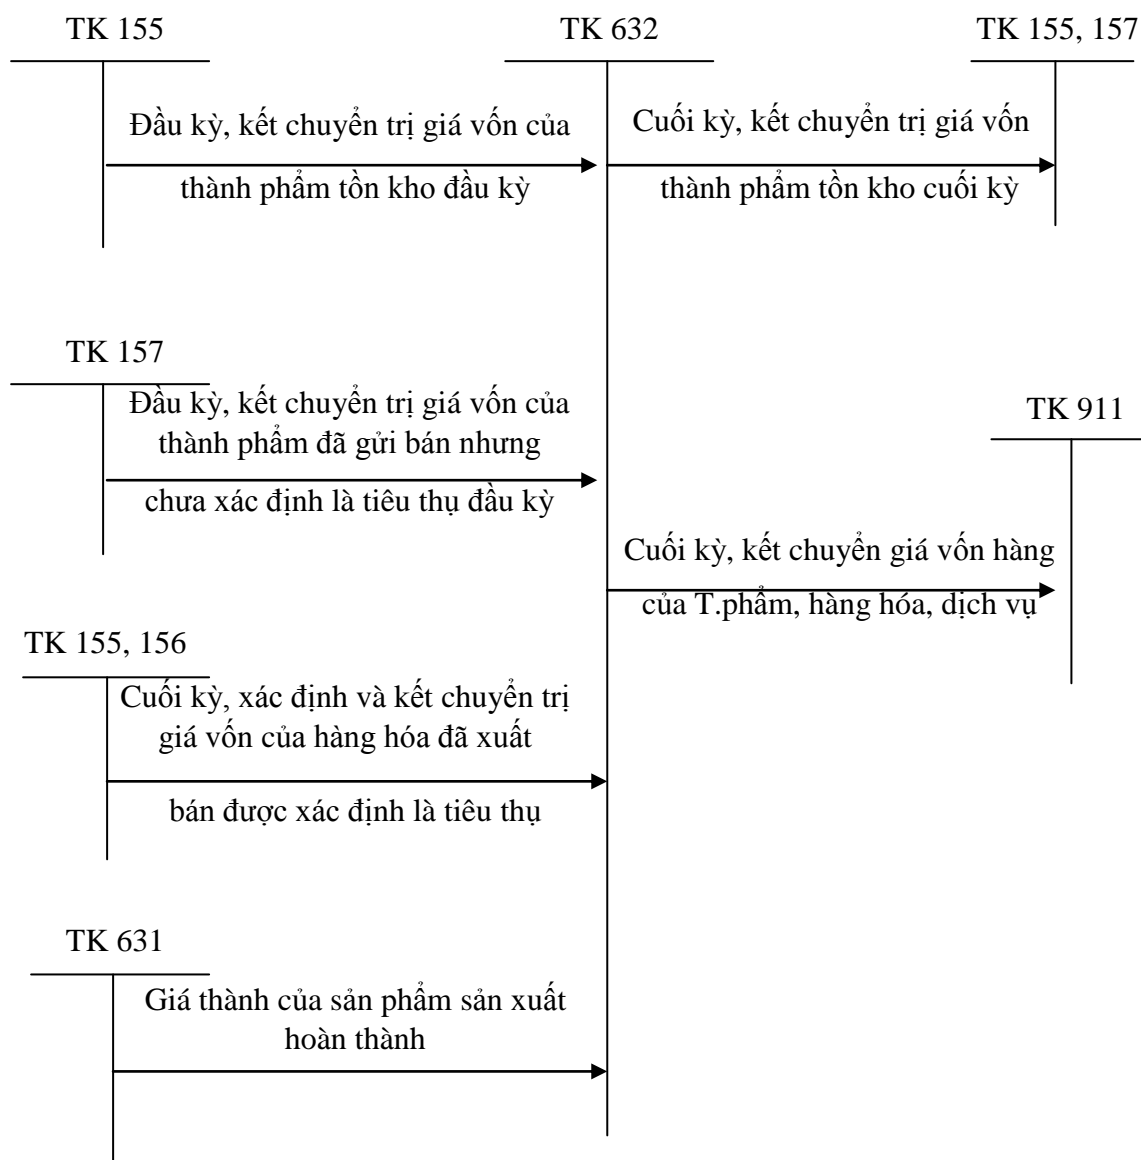 TK 155
TK 632
TK 155, 157
Đầu kỳ, kết chuyển trị giá vốn của
thành phẩm tồn kho đầu kỳ
Cuối kỳ, kết chuyển trị giá vốn
thành phẩm tồn kho cuối kỳ
TK 157
Đầu kỳ, kết chuyển trị giá vốn của
thành phẩm đã gửi bán nhưng
chưa xác định là tiêu thụ đầu kỳ
TK 911
Cuối kỳ, kết chuyển giá vốn hàng
của T.phẩm, hàng hóa, dịch vụ
TK 155, 156
Cuối kỳ, xác định và kết chuyển trị
giá vốn của hàng hóa đã xuất
bán được xác định là tiêu thụ
TK 631
Giá thành của sản phẩm sản xuất
hoàn thành